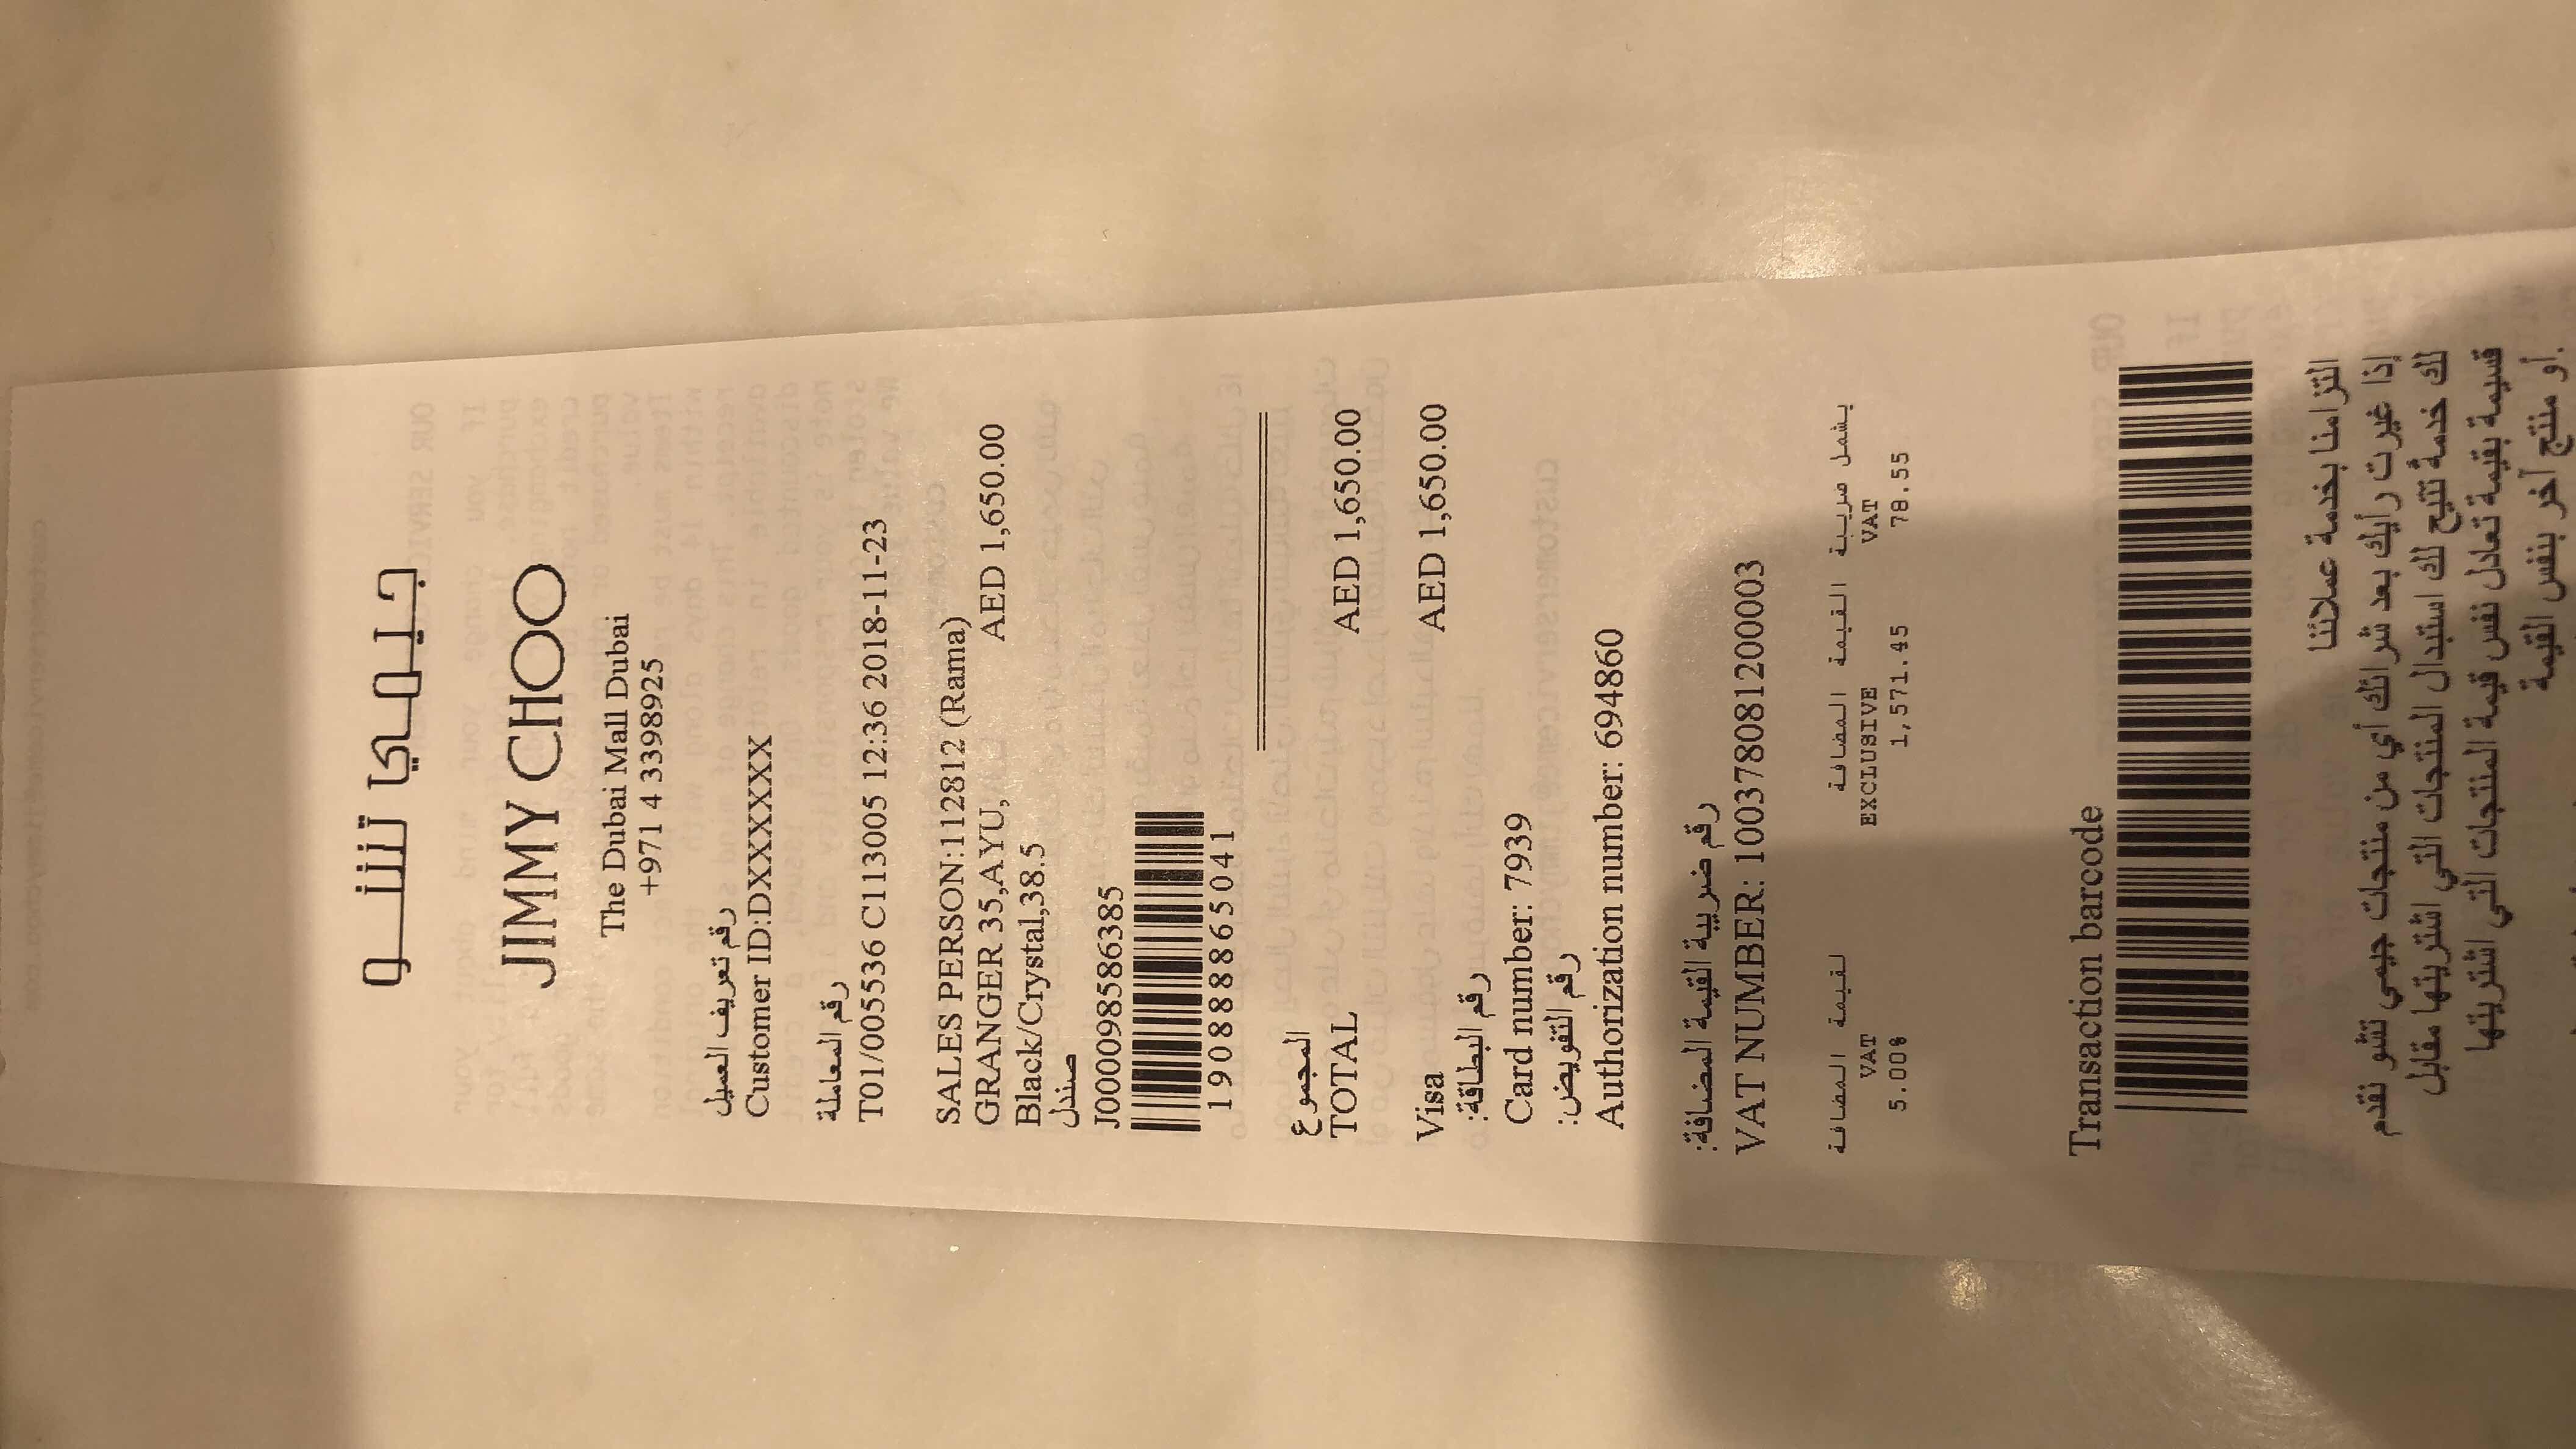 جيمي تشو
JIMMY CHOO
The Dubai Mall Dubai
+971 4 3398925
رقم تعريف العميل
Customer ID:DXXXXXX
رقم المعاملة
T01/005536 C113005 12:36 2018-11-23
SALES PERSON:112812 (Rama)
GRANGER 35,AYU, AED 1,650.00
Black/Crystal,38.5
صندل
J000098586385
190888865041
المجموع
TOTAL AED 1,650.00
Visa AED 1,650.00
رقم البطاقة:
Card number: 7939
رقم التفويض:
Authorization number: 694860
رقم ضريبة القيمة المضافة:
VAT NUMBER: 100378081200003
يشمل ضريبة القيمة المضافة لقيمة المضافة
VAT EXCLUSIVE VAT
5.00% 1,571.45 78.55
Transaction barcode
التزامنا بخدمة عملائنا
إذا غيرت رأيك بعد شرائك أي من منتجات جيمي تشو نقدم
لك خدمةً تتيح لك استبدال المنتجات التي اشتريتها مقابل
قسيمة بقيمة تعادل نفس قيمة المنتجات التي اشتريتها
أو منتج آخر بنفس القيمة.